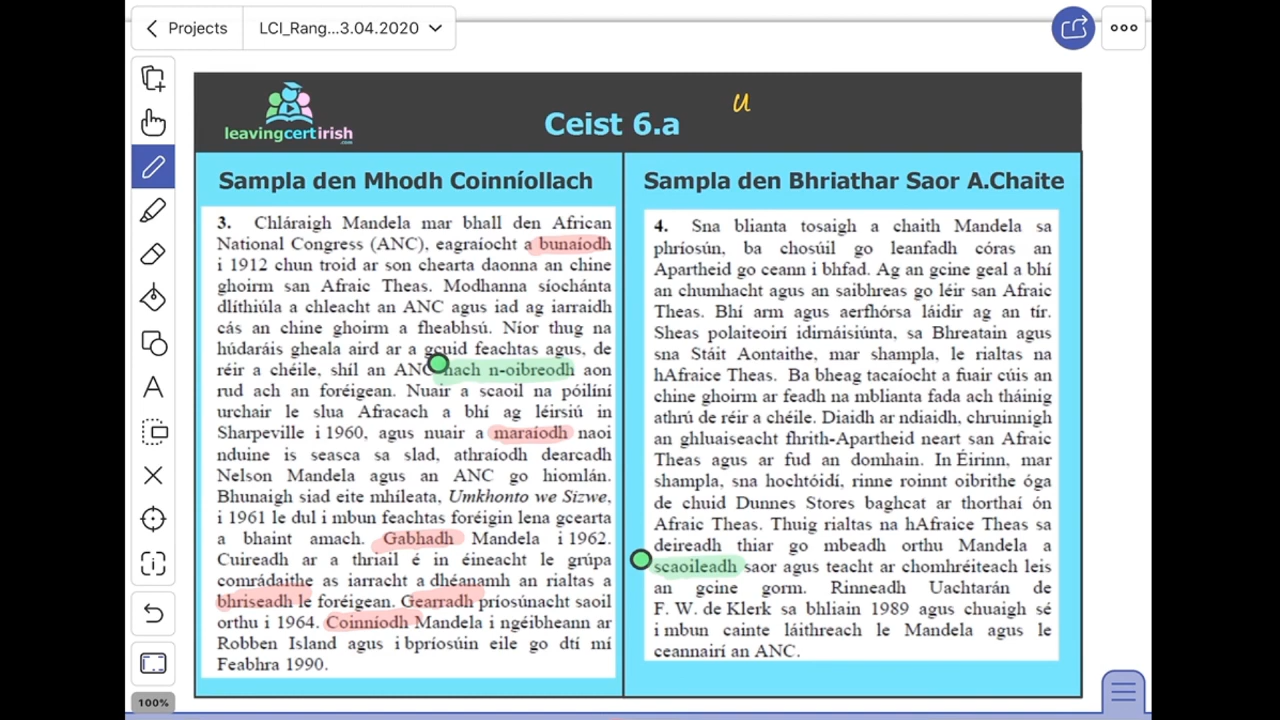 Projects
LCI_Rang...3.04.2020
leavingcertirish
.com
Ceist 6.a
u
Sampla den Mhodh Coinníollach
3. Chláraigh Mandela mar bhall den African
National Congress (ANC), eagraíocht a bunaíodh
i 1912 chun troid ar son chearta daonna an chine
ghoirm san Afraic Theas. Modhanna síochánta
dlíthiúla a chleacht an ANC agus iad ag iarraidh
cás an chine ghoirm a fheabhsú. Níor thug na
húdaráis gheala aird ar a gcuid feachtas agus, de
réir a chéile, shíl an ANC nach n-oibreodh aon
rud ach an foréigean. Nuair a scaoil na póilíní
urchair le slua Afracach a bhí ag léirsiú in
Sharpeville i 1960, agus nuair a maraíodh naoi
nduine is seasca sa slad, athraíodh dearcadh
Nelson Mandela agus an ANC go hiomlán.
Bhunaigh siad eite mhíleata, Umkhonto we Sizwe,
i 1961 le dul i mbun feachtas foréigin lena gcearta
a bhaint amach. Gabhadh Mandela i 1962.
Cuireadh ar a thriail é in éineacht le grúpa
comrádaithe as iarracht a dhéanamh an rialtas a
bhriseadh le foréigean. Gearradh príosúnacht saoil
orthu i 1964. Coinníodh Mandela i ngéibheann ar
Robben Island agus i bpríosúin eile go dtí mí
Feabhra 1990.
Sampla den Bhriathar Saor A.Chaite
4. Sna blianta tosaigh a chaith Mandela sa
phríosún, ba chosúil go leanfadh córas an
Apartheid go ceann i bhfad. Ag an gcine geal a bhí
an chumhacht agus an saibhreas go léir san Afraic
Theas. Bhí arm agus aerfhórsa láidir ag an tír.
Sheas polaiteoirí idirnáisiúnta, sa Bhreatain agus
sna Stáit Aontaithe, mar shampla, le rialtas na
hAfraice Theas. Ba bheag tacaíocht a fuair cúis an
chine ghoirm ar feadh na mblianta fada ach tháinig
athrú de réir a chéile. Diaidh ar ndiaidh, chruinnigh
an ghluaiseacht fhrith-Apartheid neart san Afraic
Theas agus ar fud an domhain. In Éirinn, mar
shampla, sna hochtóidí, rinne roinnt oibrithe óga
de chuid Dunnes Stores baghcat ar thorthaí ón
Afraic Theas. Thuig rialtas na hAfraice Theas sa
deireadh thiar go mbeadh orthu Mandela a
scaoileadh saor agus teacht ar chomhréiteach leis
an gcine gorm. Rinneadh Uachtarán de
F. W. de Klerk sa bhliain 1989 agus chuaigh sé
i mbun cainte láithreach le Mandela agus le
ceannairí an ANC.
100%